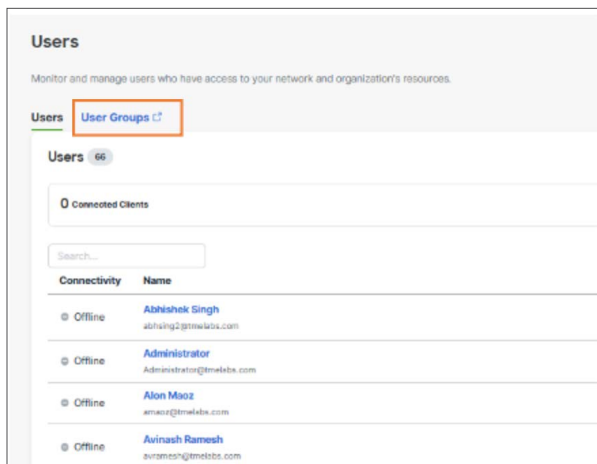 Users
Monitor and manage users who have access to your network and organization's resources.
Users User Groups
Users 66
0 Connected Clients
Search...
Connectivity Name
Offline
Abhishek Singh
abhsing2@tmelabs.com
Offline
Administrator
Administrator@tmelabs.com
Offline
Alon Maoz
amaoz@tmelabs.com
Offline
Avinash Ramesh
avramesh@tmelabs.com